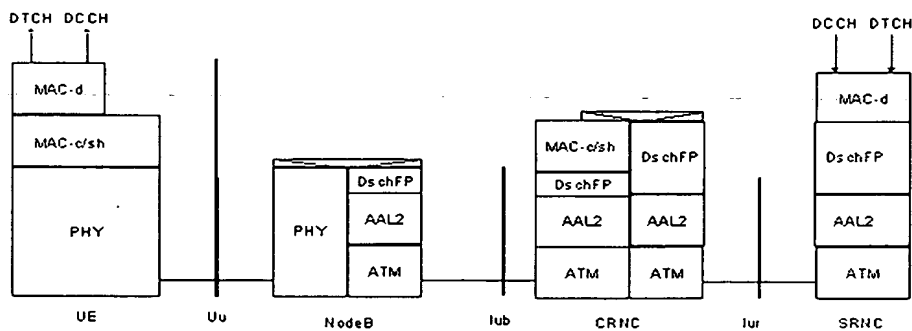 DTCH DCCH
DCCH DTCH
MAC-d
MAC-d
MAC-c/sh
MAC-c/sh
DschFP
DschFP
DschFP
DschFP
PHY
PHY
AAL2
AAL2
AAL2
AAL2
ATM
ATM
ATM
ATM
UE
Uu
NodeB
Iub
CRNC
Iur
SRNC